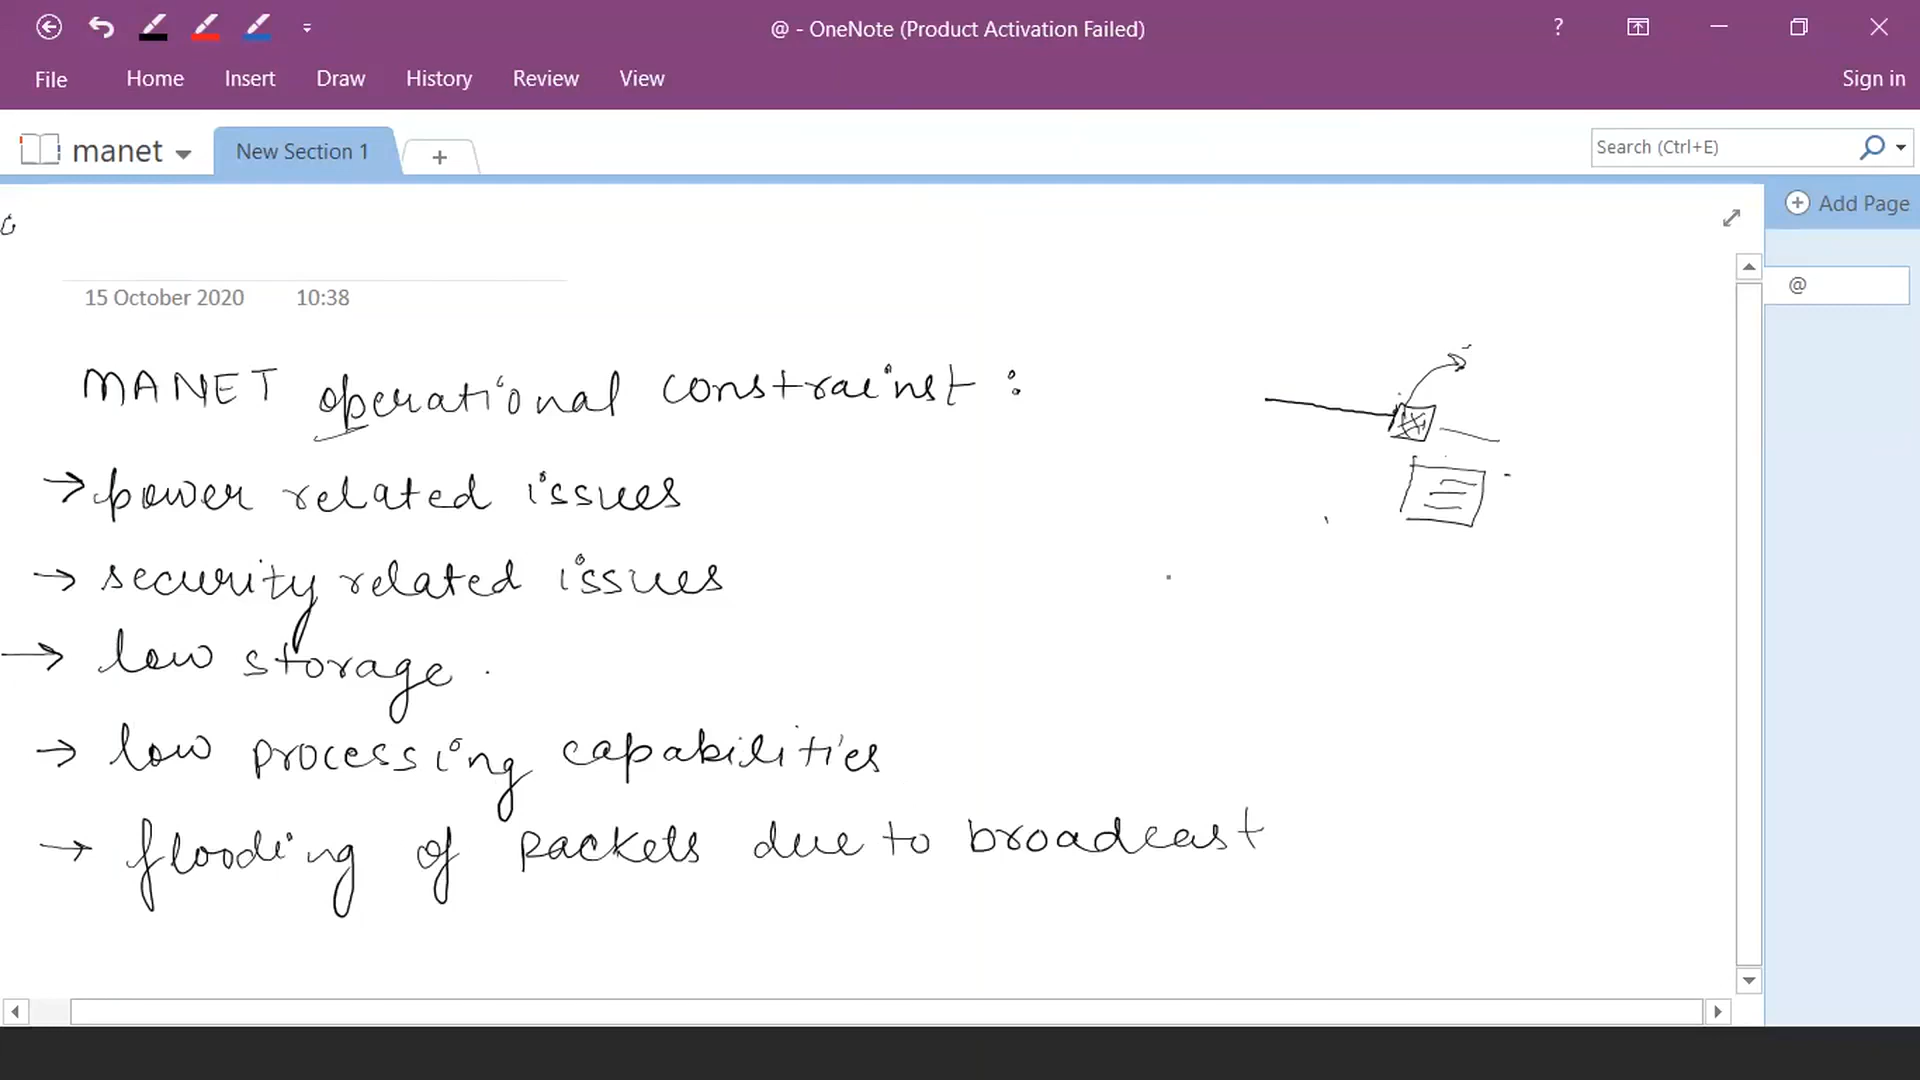 @ - OneNote (Product Activation Failed)
?
File Home Insert Draw History Review View Sign in
manet New Section 1 + Search (Ctrl+E)
Add Page
@
15 October 2020 10:38
MANET operational constrainst :
→ power related issues
→ security related issues
→ low storage .
→ low processing capabilities
→ flooding of packets due to broadcast